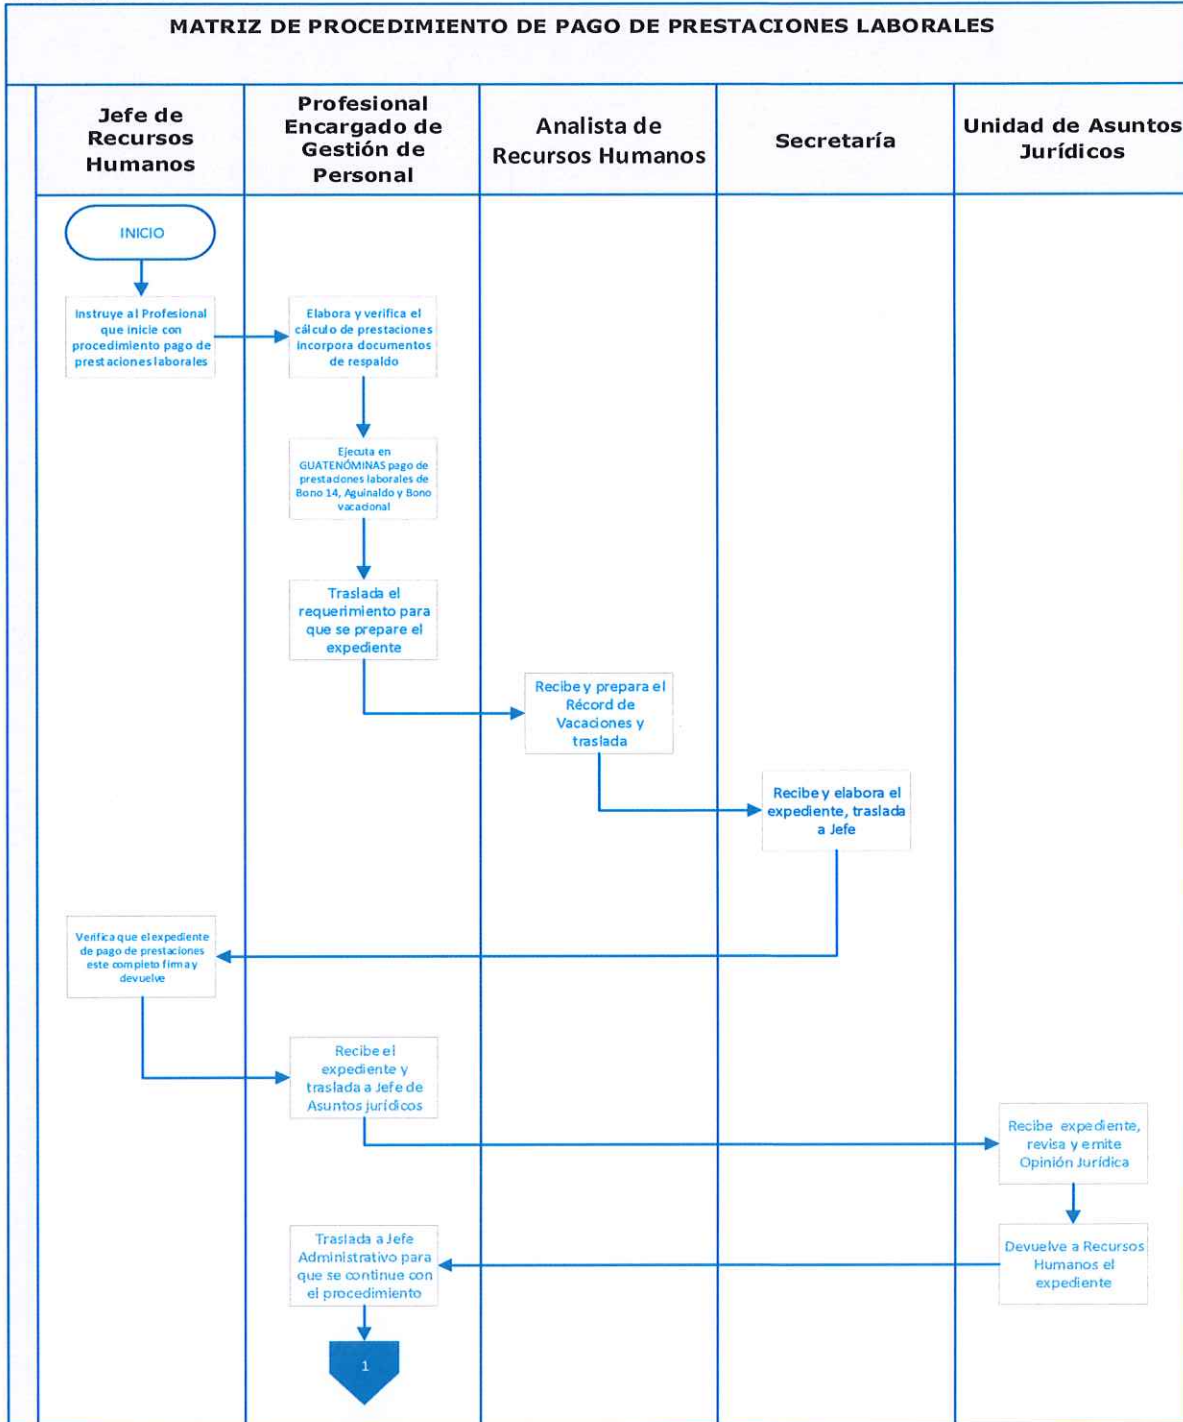 MATRIZ DE PROCEDIMIENTO DE PAGO DE PRESTACIONES LABORALES
Jefe de
Recursos
Humanos
Profesional
Encargado de
Gestión de
Personal
Analista de
Recursos Humanos
Secretaría
Unidad de Asuntos
Jurídicos
INICIO
Instruye al Profesional
que inicie con
procedimiento pago de
prestaciones laborales
Elabora y verifica el
cálculo de prestaciones
incorpora documentos
de respaldo
Ejecuta en
GUATENÓMINAS pago de
prestaciones laborales de
Bono 14, Aguinaldo y Bono
vacacional
Traslada el
requerimiento para
que se prepare el
expediente
Recibe y prepara el
Récord de
Vacaciones y
traslada
Recibe y elabora el
expediente, traslada
a Jefe
Verifica que el expediente
de pago de prestaciones
este completo firma y
devuelve
Recibe el
expediente y
traslada a Jefe de
Asuntos jurídicos
Recibe expediente,
revisa y emite
Opinión Jurídica
Devuelve a Recursos
Humanos el
expediente
Traslada a Jefe
Administrativo para
que se continue con
el procedimiento
1